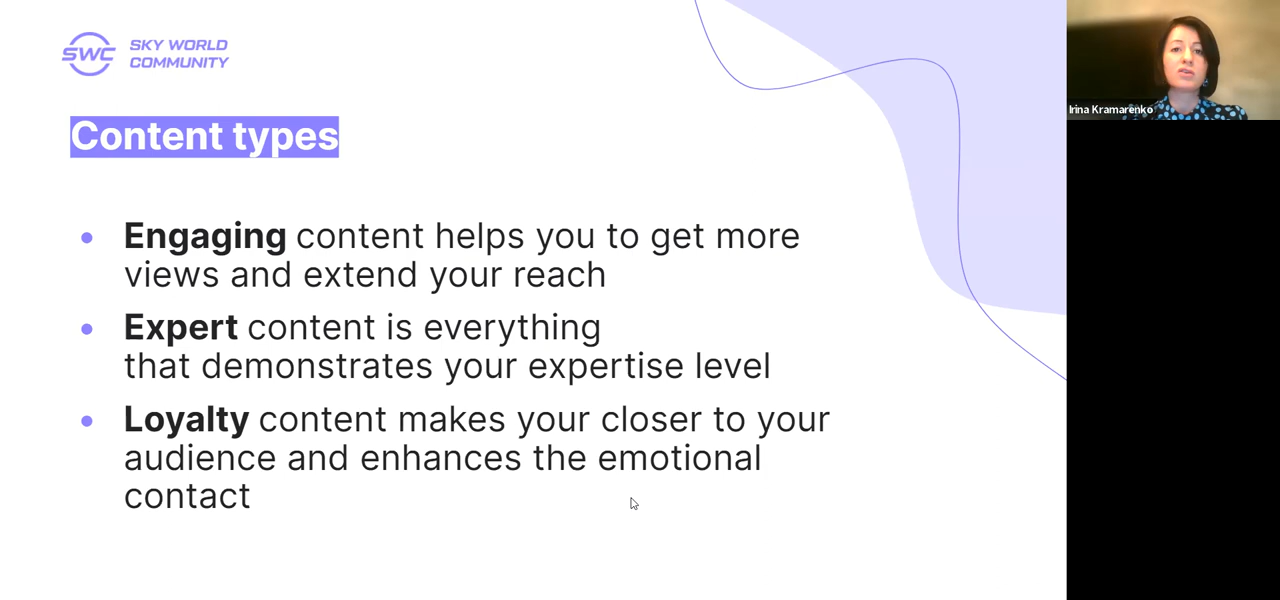 SWC
SKY WORLD
COMMUNITY
Irina Kramarenko
Content types
Engaging content helps you to get more
views and extend your reach
Expert content is everything
that demonstrates your expertise level
Loyalty content makes your closer to your
audience and enhances the emotional
contact